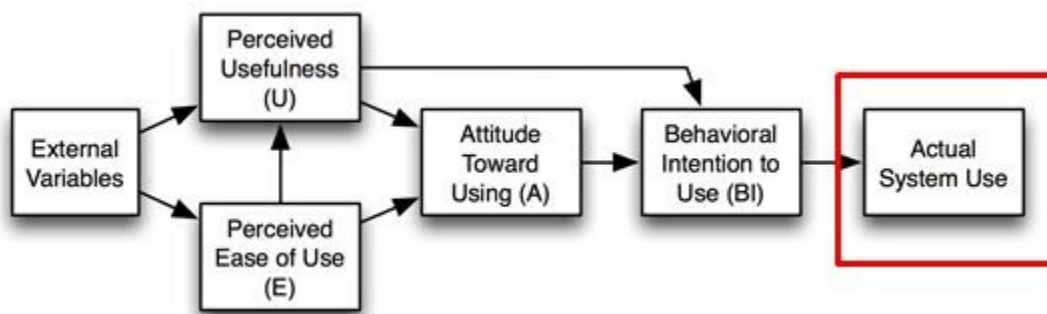 Perceived
Usefulness
(U)
External
Variables
Perceived
Ease of Use
(E)
Attitude
Toward
Using (A)
Behavioral
Intention to
Use (BI)
Actual
System Use